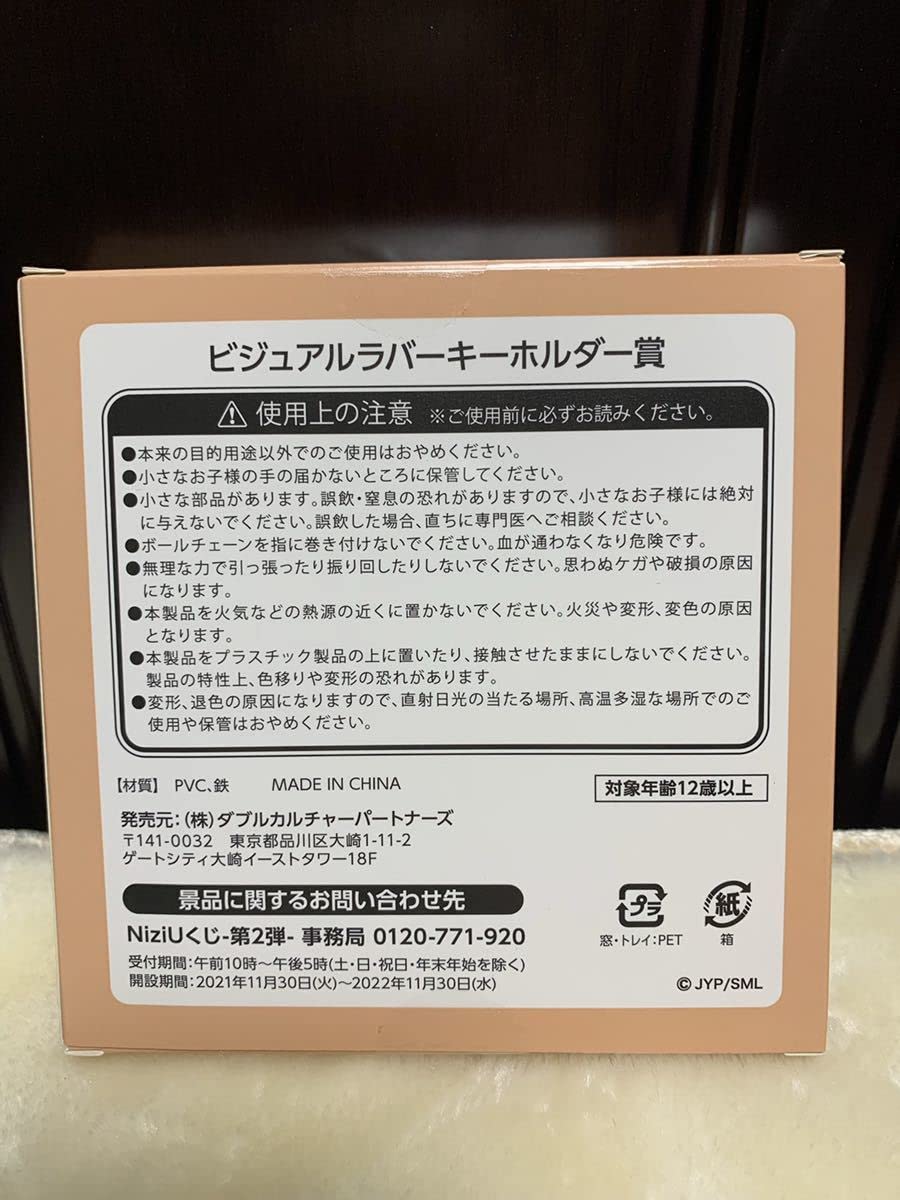 ビジュアルラバーキーホルダー賞
使用上の注意 ※ご使用前に必ずお読みください。
●本来の目的用途以外でのご使用はおやめください。
●小さなお子様の手の届かないところに保管してください。
●小さな部品があります。誤飲・窒息の恐れがありますので、小さなお子様には絶対
に与えないでください。誤飲した場合、直ちに専門医へご相談ください。
●ボールチェーンを指に巻き付けないでください。血が通わなくなり危険です。
●無理な力で引っ張ったり振り回したりしないでください。思わぬケガや破損の原因
になります。
●本製品を火気などの熱源の近くに置かないでください。火災や変形、変色の原因
となります。
●本製品をプラスチック製品の上に置いたり、接触させたままにしないでください。
製品の特性上、色移りや変形の恐れがあります。
●変形、退色の原因になりますので、直射日光の当たる場所、高温多湿な場所でのご
使用や保管はおやめください。
【材質】 PVC、鉄 MADE IN CHINA
対象年齢12歳以上
発売元：(株)ダブルカルチャーパートナーズ
〒141-0032 東京都品川区大崎1-11-2
ゲートシティ大崎イーストタワー18F
景品に関するお問い合わせ先
NiziUくじ-第2弾- 事務局 0120-771-920
受付期間：午前10時～午後5時(土・日・祝日・年末年始を除く)
開設期間：2021年11月30日(火)～2022年11月30日(水)
プラ
窓・トレイ：PET
紙
箱
©JYP/SML